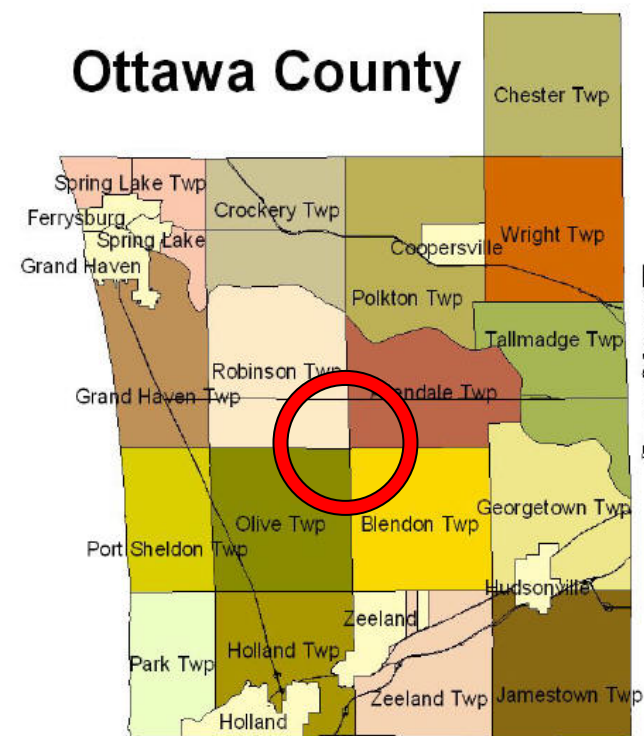 Ottawa County
Chester Twp
Spring Lake Twp
Crockery Twp
Ferrysburg
Wright Twp
Spring Lake
Coopersville
Grand Haven
Polkton Twp
Tallmadge Twp
Robinson Twp
Grand Haven Twp
Allendale Twp
Georgetown Twp
Olive Twp
Blendon Twp
Port Sheldon Twp
Hudsonville
Zeeland
Holland Twp
Park Twp
Zeeland Twp
Jamestown Twp
Holland